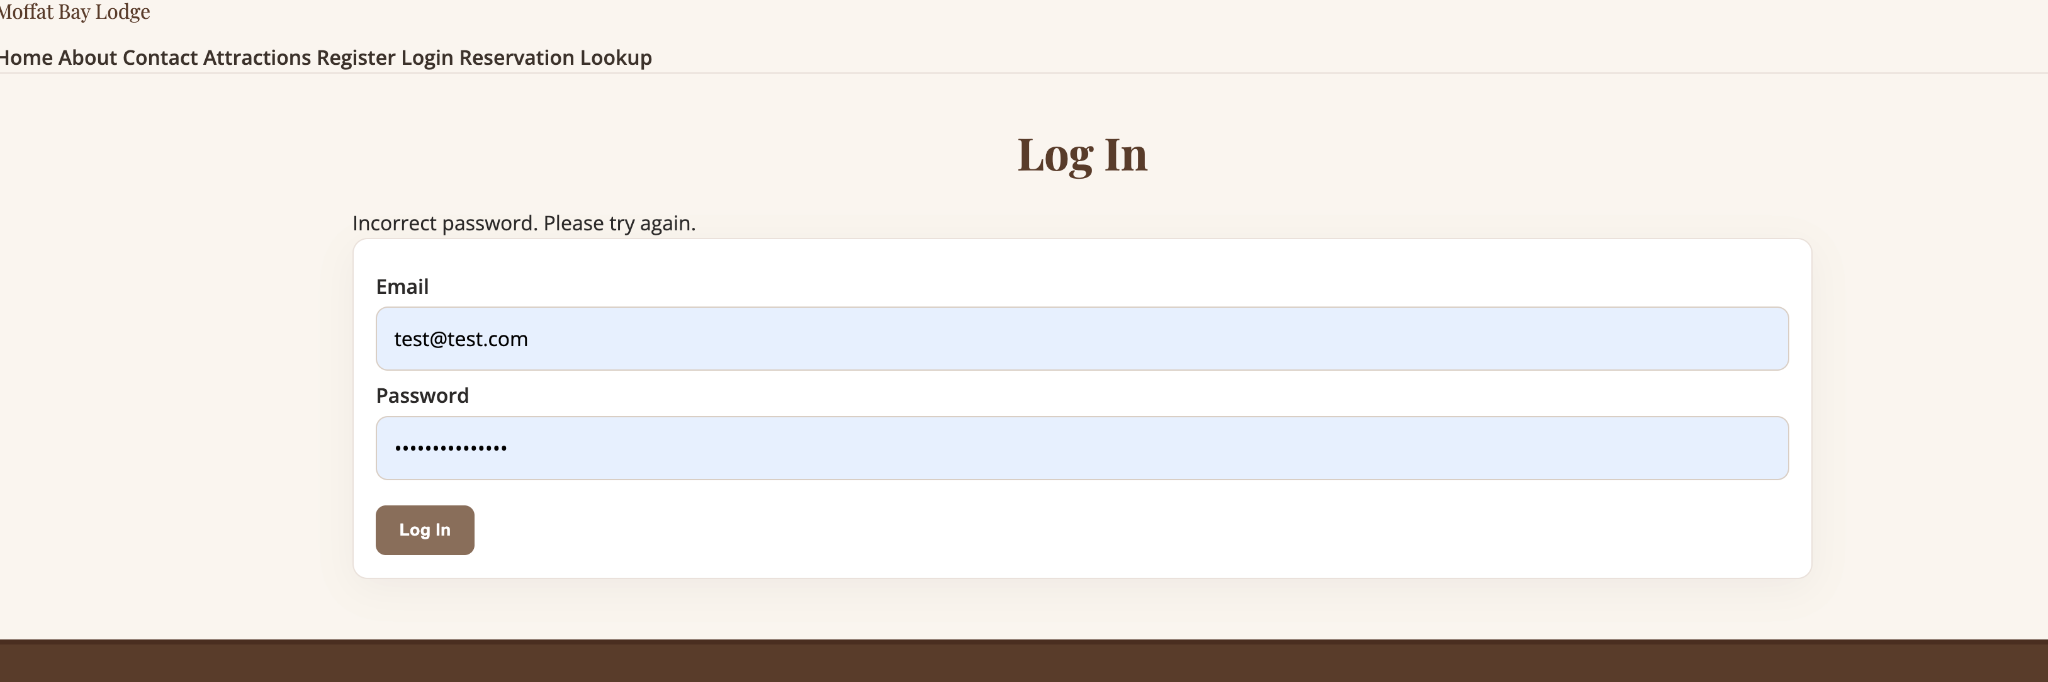 Moffat Bay Lodge
Home About Contact Attractions Register Login Reservation Lookup
Log In
Incorrect password. Please try again.
Email
test@test.com
Password
•••••••••••••••
Log In